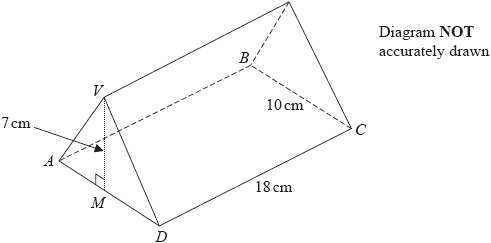 Diagram NOT
accurately drawn
B
V
10 cm
7 cm
C
A
18 cm
M
D